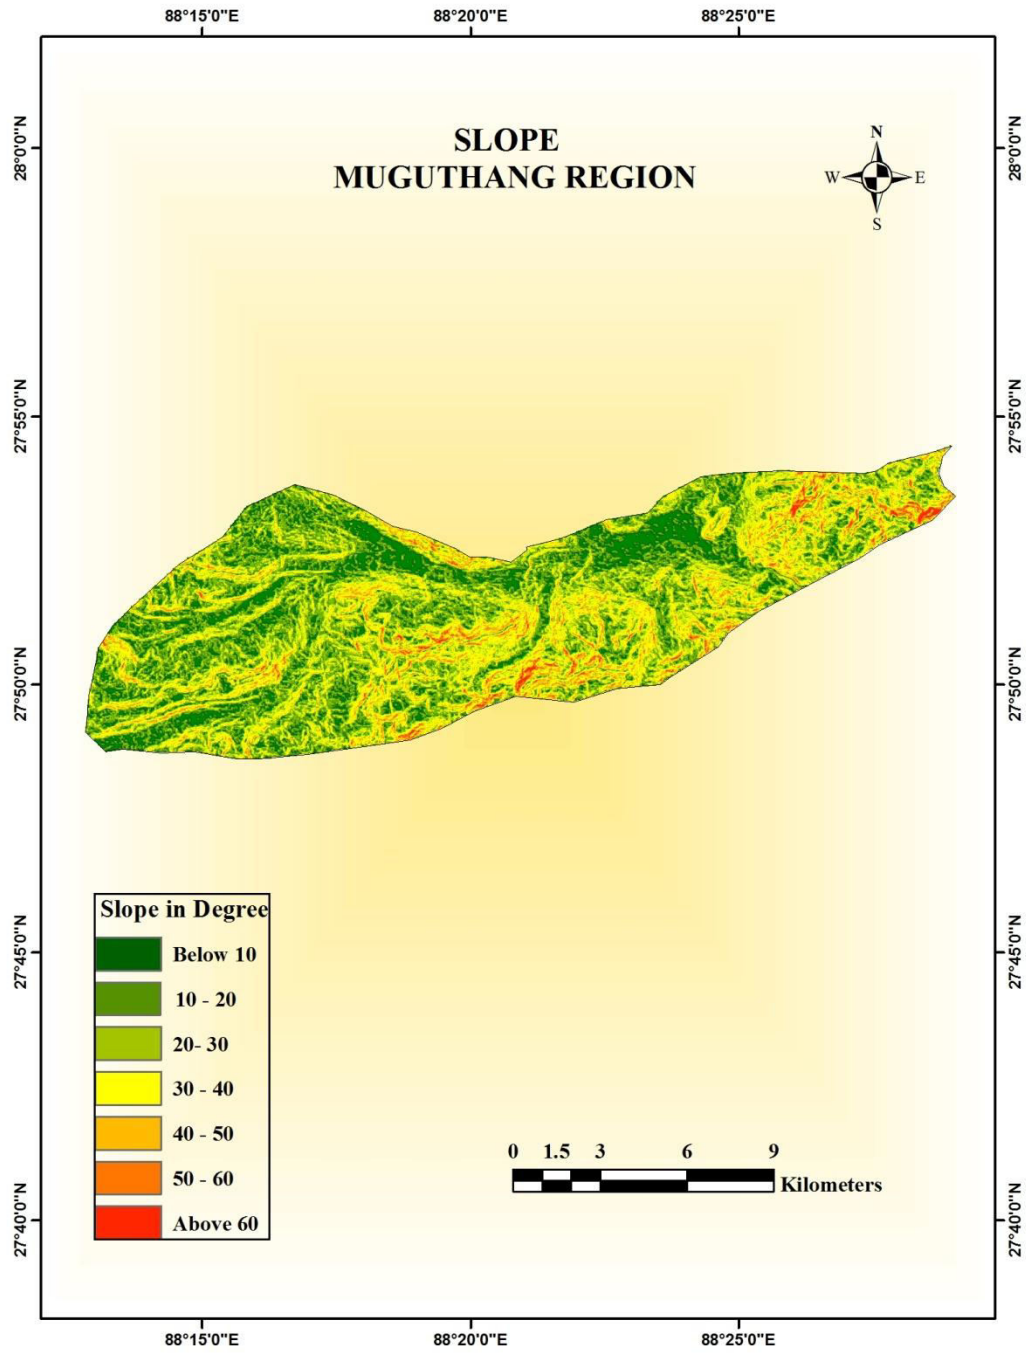 88°15'0"E 88°20'0"E 88°25'0"E
28°0'0"N
28°0'0"N
SLOPE
MUGUTHANG REGION
N
W E
S
27°55'0"N
27°55'0"N
27°50'0"N
27°50'0"N
27°45'0"N
27°45'0"N
Slope in Degree
Below 10
10 - 20
20- 30
30 - 40
40 - 50
50 - 60
Above 60
0 1.5 3 6 9
Kilometers
27°40'0"N
27°40'0"N
88°15'0"E 88°20'0"E 88°25'0"E